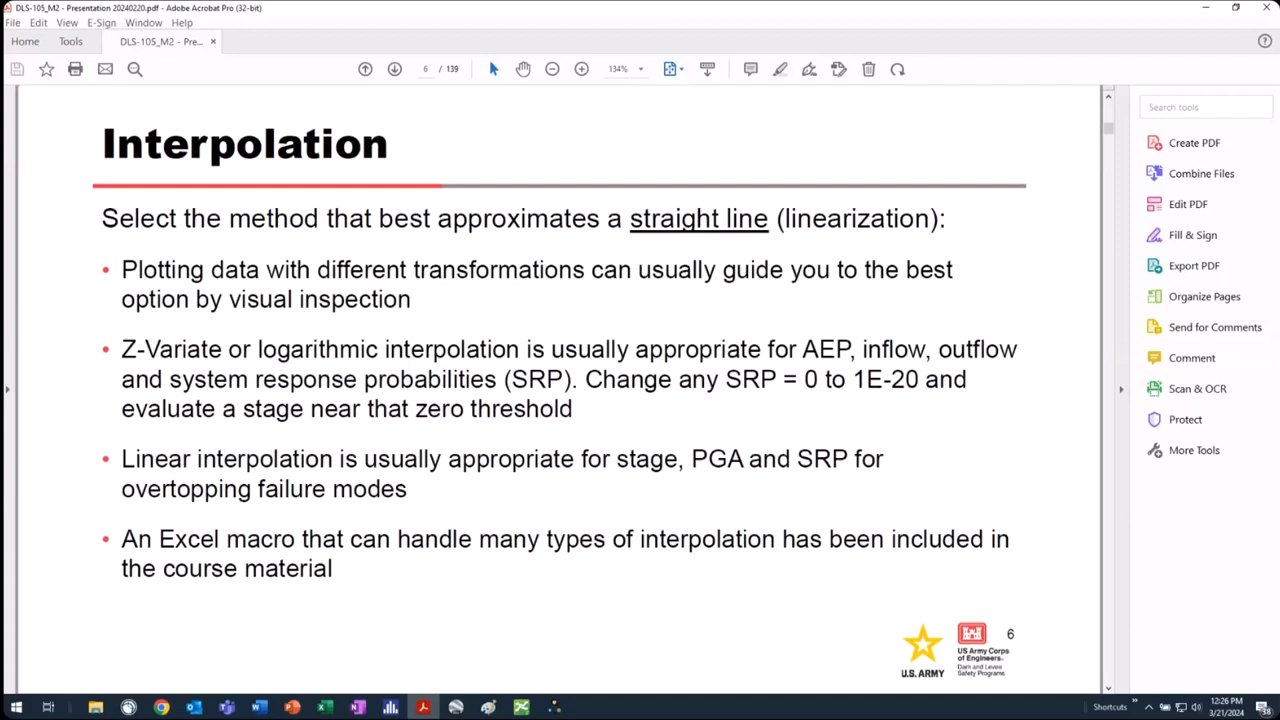 DLS-105_M2 - Presentation 20240220.pdf - Adobe Acrobat Pro (32-bit)
File Edit View E-Sign Window Help
Home Tools DLS-105_M2 - Pre... ×
6 / 139 134%
Search tools
Create PDF
Combine Files
Edit PDF
Fill & Sign
Export PDF
Organize Pages
Send for Comments
Comment
Scan & OCR
Protect
More Tools
Interpolation
Select the method that best approximates a straight line (linearization):
• Plotting data with different transformations can usually guide you to the best
option by visual inspection
• Z-Variate or logarithmic interpolation is usually appropriate for AEP, inflow, outflow
and system response probabilities (SRP). Change any SRP = 0 to 1E-20 and
evaluate a stage near that zero threshold
• Linear interpolation is usually appropriate for stage, PGA and SRP for
overtopping failure modes
• An Excel macro that can handle many types of interpolation has been included in
the course material
U.S. ARMY
US Army Corps
of Engineers®
Dam and Levee
Safety Programs
6
Shortcuts
12:26 PM
3/21/2024
38